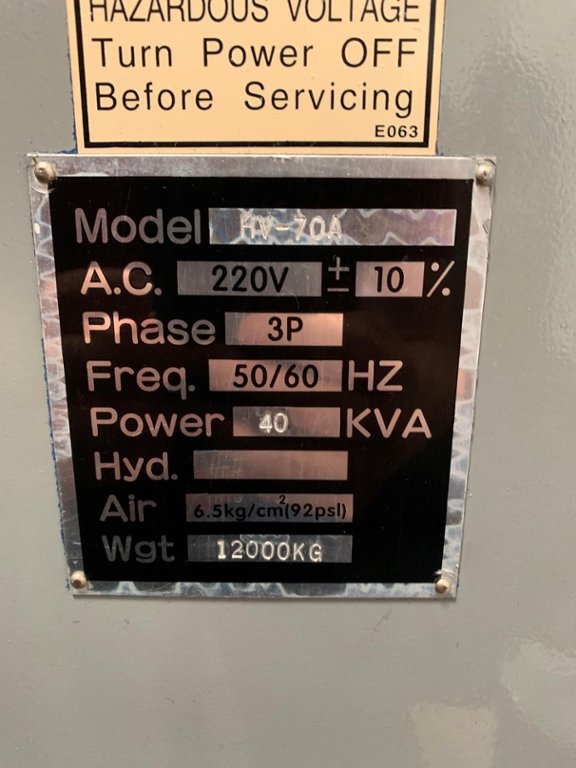 HAZARDOUS VOLTAGE
Turn Power OFF
Before Servicing
E063
Model HV-70A
A.C. 220V ± 10 %
Phase 3P
Freq. 50/60 HZ
Power 40 KVA
Hyd.
Air 6.5kg/cm²(92psl)
Wgt 12000KG